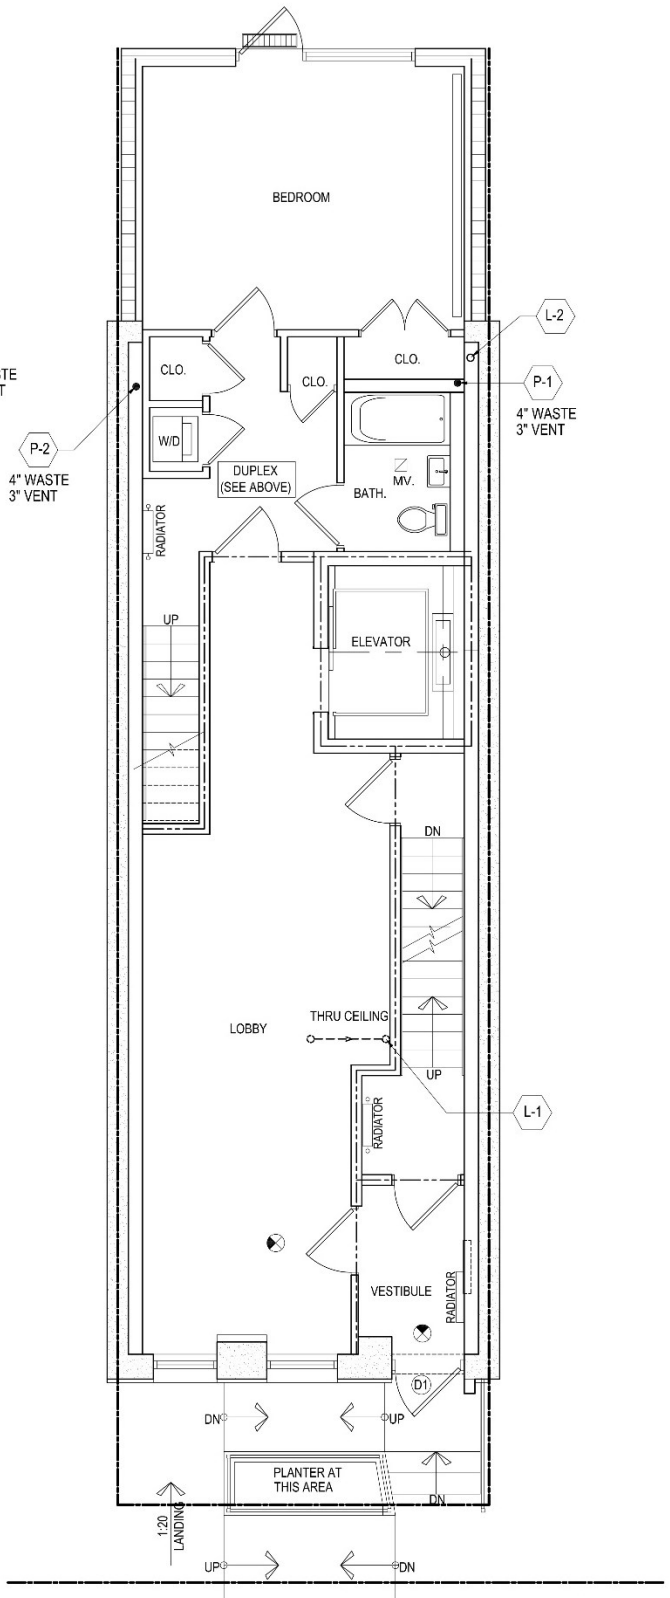 BEDROOM
L-2
TE
T
CLO.
CLO.
CLO.
P-1
4" WASTE
3" VENT
P-2
4" WASTE
3" VENT
W/D
DUPLEX
(SEE ABOVE)
MV.
BATH.
RADIATOR
UP
ELEVATOR
DN
THRU CEILING
LOBBY
UP
RADIATOR
L-1
VESTIBULE
RADIATOR
D1
DN
UP
PLANTER AT
THIS AREA
DN
1:20
LANDING
UP
DN